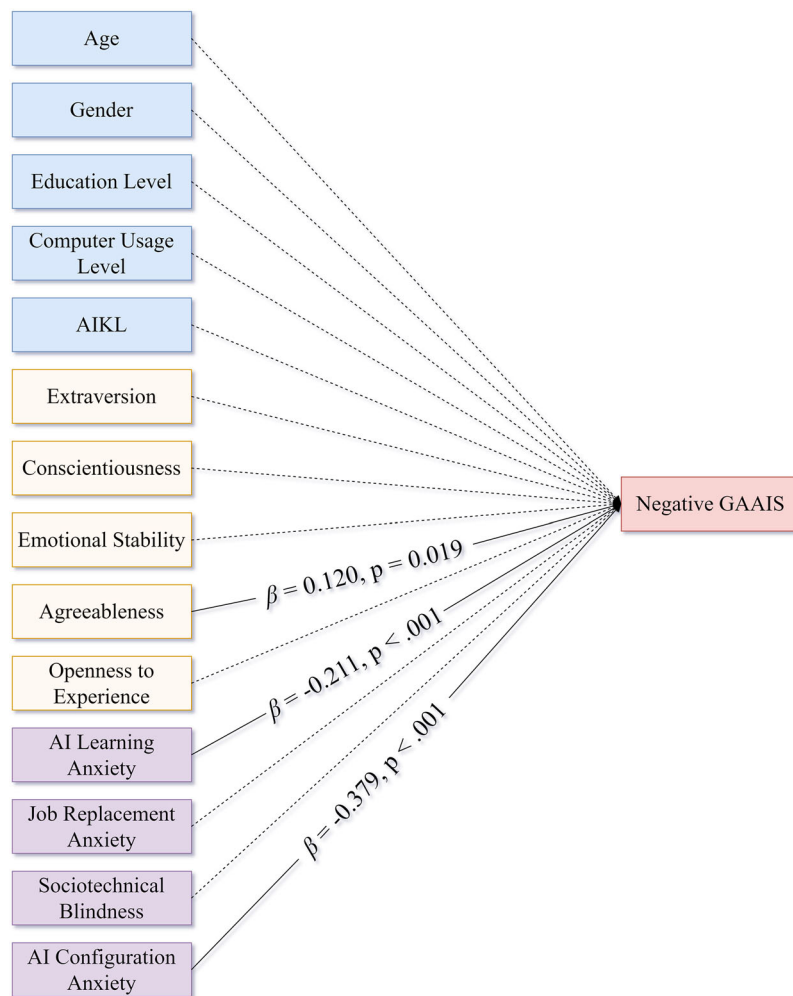 Age
Gender
Education Level
Computer Usage
Level
AIKL
Extraversion
Conscientiousness
Emotional Stability
Agreeableness
Openness to
Experience
AI Learning
Anxiety
Job Replacement
Anxiety
Sociotechnical
Blindness
AI Configuration
Anxiety
β = 0.120, p = 0.019
β = -0.211, p < .001
β = -0.379, p < .001
Negative GAAIS